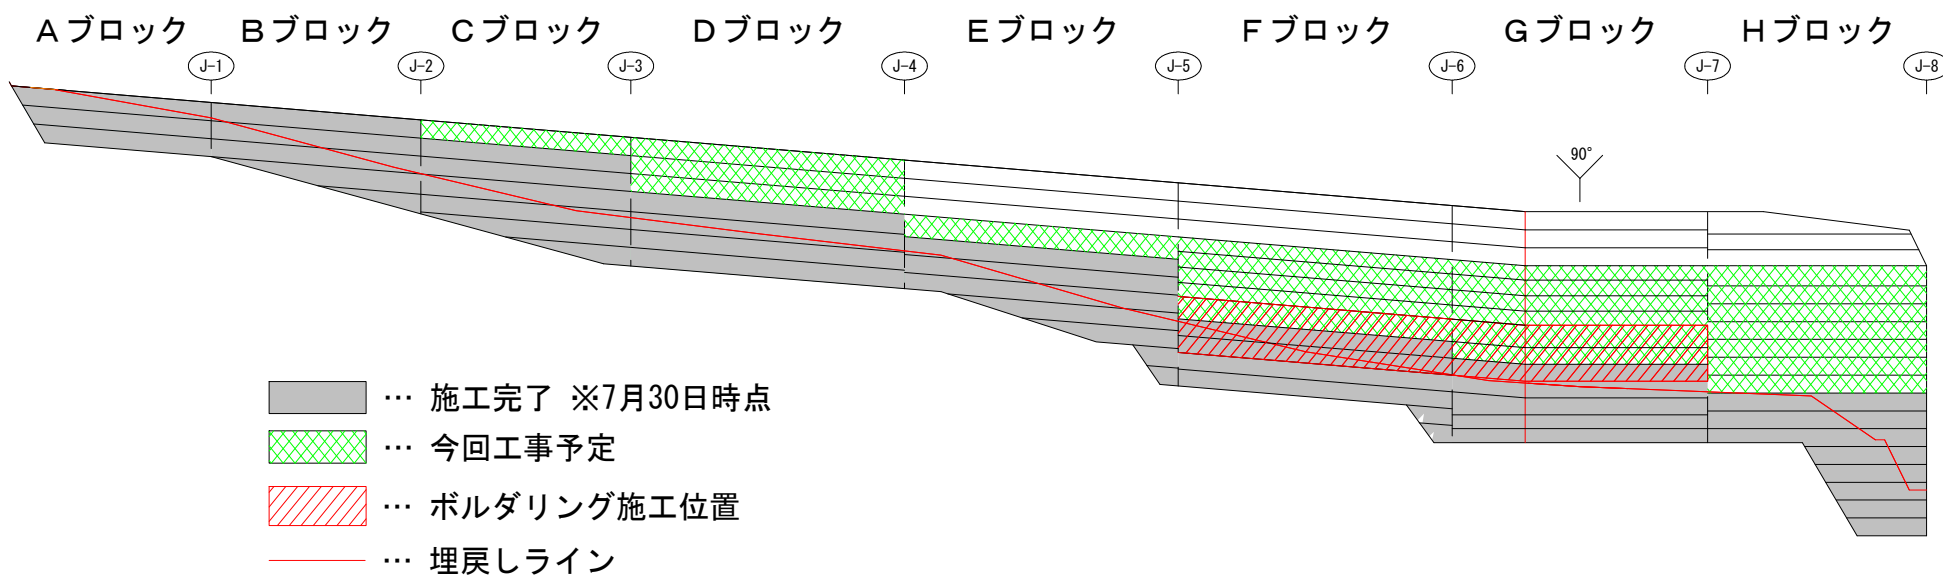 Aブロック Bブロック Cブロック Dブロック Eブロック Fブロック Gブロック Hブロック
J-1 J-2 J-3 J-4 J-5 J-6 J-7 J-8
90°
… 施工完了 ※7月30日時点
… 今回工事予定
… ボルダリング施工位置
… 埋戻しライン